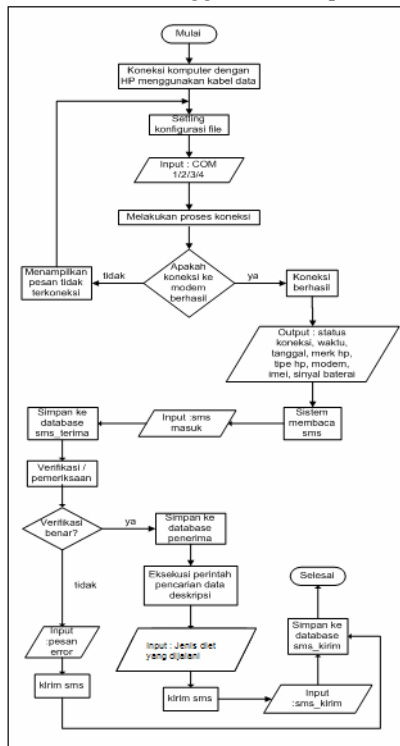 Mulai
Koneksi komputer dengan
HP menggunakan kabel data
Setting
konfigurasi file
Input : COM
1/2/3/4
Melakukan proses koneksi
Apakah
koneksi ke
modem
berhasil
tidak
ya
Menampilkan
pesan tidak
terkoneksi
Koneksi
berhasil
Output : status
koneksi, waktu,
tanggal, merk hp,
tipe hp, modem,
imei, sinyal baterai
Sistem
membaca
sms
Input :sms
masuk
Simpan ke
database
sms_terima
Verifikasi /
pemeriksaan
Verifikasi
benar?
ya
tidak
Simpan ke
database
penerima
Eksekusi perintah
pencarian data
deskripsi
Input : Jenis diet
yang dijalani
kirim sms
Input
:sms_kirim
Simpan ke
database
sms_kirim
Selesai
Input
:pesan
error
kirim sms